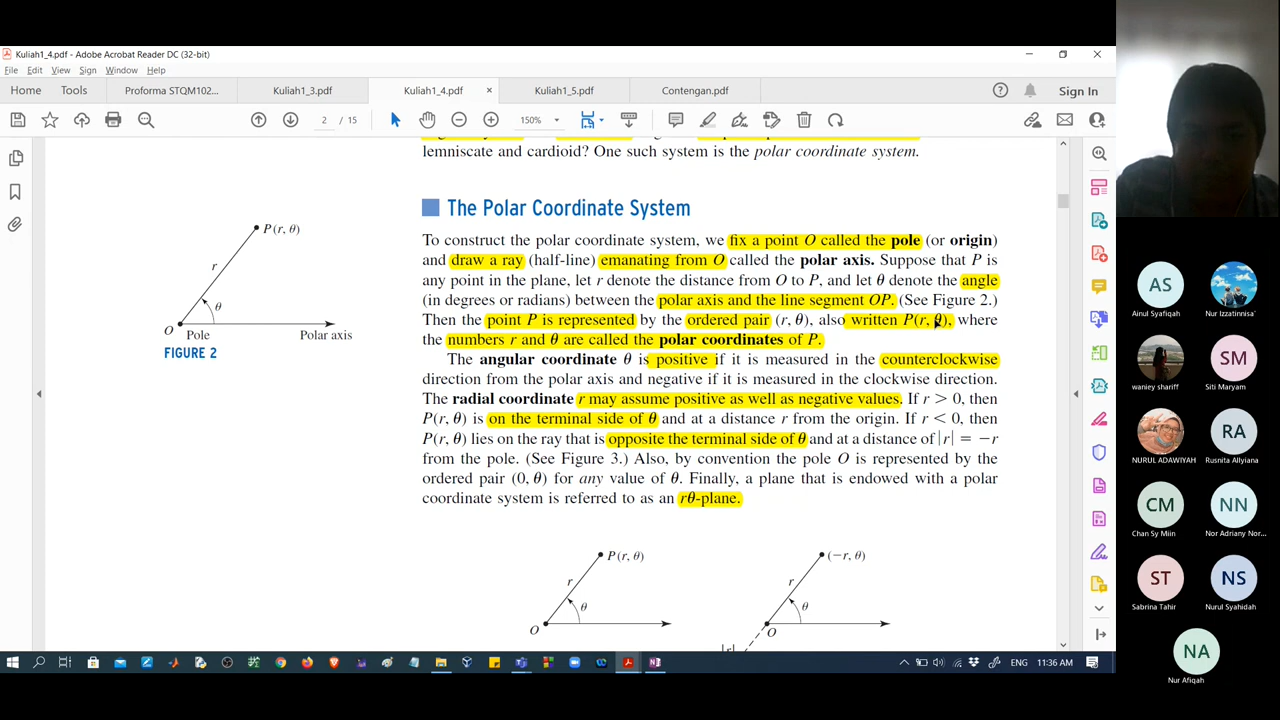 Kuliah1_4.pdf - Adobe Acrobat Reader DC (32-bit)
File Edit View Sign Window Help
Home Tools Proforma STQM102... Kuliah1_3.pdf Kuliah1_4.pdf × Kuliah1_5.pdf Contengan.pdf Sign In
2 / 15 150%
lemniscate and cardioid? One such system is the polar coordinate system.
The Polar Coordinate System
To construct the polar coordinate system, we fix a point O called the pole (or origin)
and draw a ray (half-line) emanating from O called the polar axis. Suppose that P is
any point in the plane, let r denote the distance from O to P, and let θ denote the angle
(in degrees or radians) between the polar axis and the line segment OP. (See Figure 2.)
Then the point P is represented by the ordered pair (r, θ), also written P(r, θ), where
the numbers r and θ are called the polar coordinates of P.
The angular coordinate θ is positive if it is measured in the counterclockwise
direction from the polar axis and negative if it is measured in the clockwise direction.
The radial coordinate r may assume positive as well as negative values. If r > 0, then
P(r, θ) is on the terminal side of θ and at a distance r from the origin. If r < 0, then
P(r, θ) lies on the ray that is opposite the terminal side of θ and at a distance of |r| = −r
from the pole. (See Figure 3.) Also, by convention the pole O is represented by the
ordered pair (0, θ) for any value of θ. Finally, a plane that is endowed with a polar
coordinate system is referred to as an rθ-plane.
P(r, θ)
r
θ
O
Pole Polar axis
FIGURE 2
P(r, θ)
r
θ
O
(−r, θ)
r
θ
O
|r|
ENG 11:36 AM
AS
Ainul Syafiqah
Nur Izzatinnisa'
waniey shariff
SM
Siti Maryam
NURUL ADAWIYAH
RA
Rusnita Allyiana
CM
Chan Sy Miin
NN
Nor Adriany Nor...
ST
Sabrina Tahir
NS
Nurul Syahidah
NA
Nur Afiqah